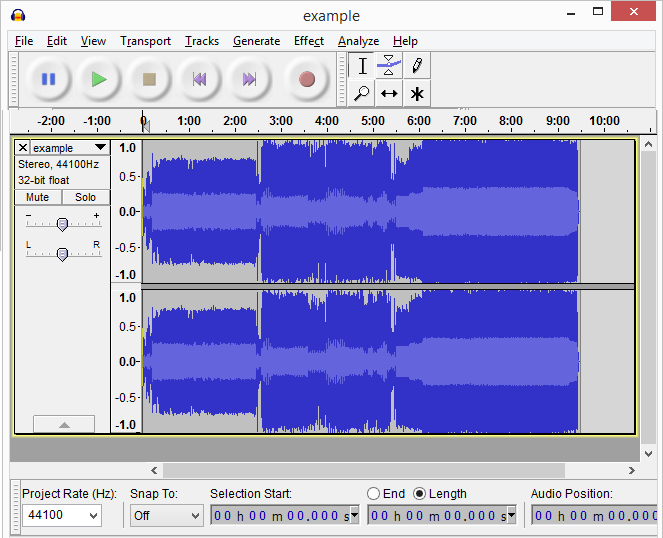 example
File Edit View Transport Tracks Generate Effect Analyze Help
-2:00 -1:00 0 1:00 2:00 3:00 4:00 5:00 6:00 7:00 8:00 9:00 10:00
example
Stereo, 44100Hz
32-bit float
Mute Solo
- +
L R
1.0
0.5
0.0
-0.5
-1.0
1.0
0.5
0.0
-0.5
-1.0
Project Rate (Hz): Snap To: Selection Start: End Length Audio Position:
44100 Off 00 h 00 m 00.000 s 00 h 00 m 00.000 s 00 h 00 m 00.000